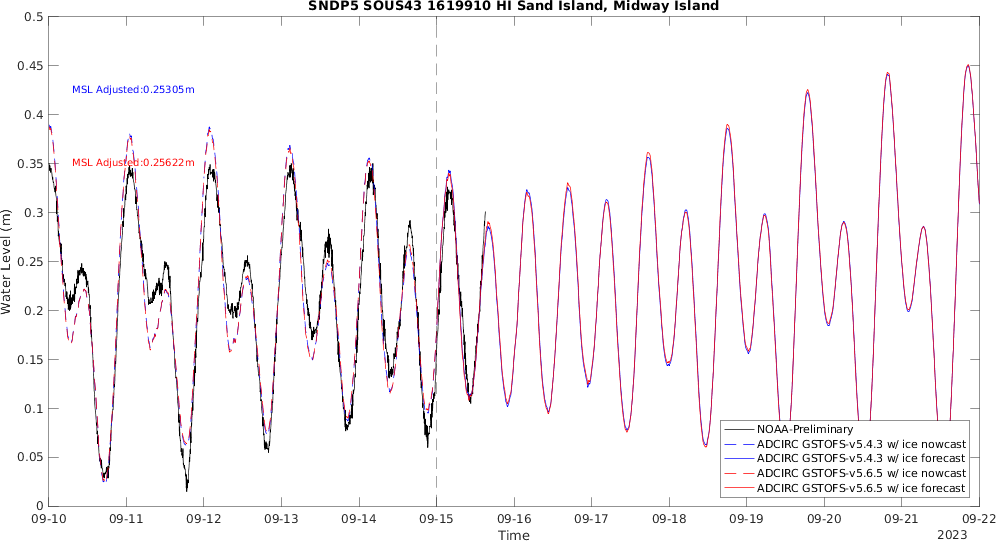 SNDP5 SOUS43 1619910 HI Sand Island, Midway Island
0.5
0.45
0.4
0.35
0.3
0.25
0.2
0.15
0.1
0.05
0
Water Level (m)
MSL Adjusted:0.25305m
MSL Adjusted:0.25622m
NOAA-Preliminary
ADCIRC GSTOFS-v5.4.3 w/ ice nowcast
ADCIRC GSTOFS-v5.4.3 w/ ice forecast
ADCIRC GSTOFS-v5.6.5 w/ ice nowcast
ADCIRC GSTOFS-v5.6.5 w/ ice forecast
09-10 09-11 09-12 09-13 09-14 09-15 09-16 09-17 09-18 09-19 09-20 09-21 09-22
Time
2023